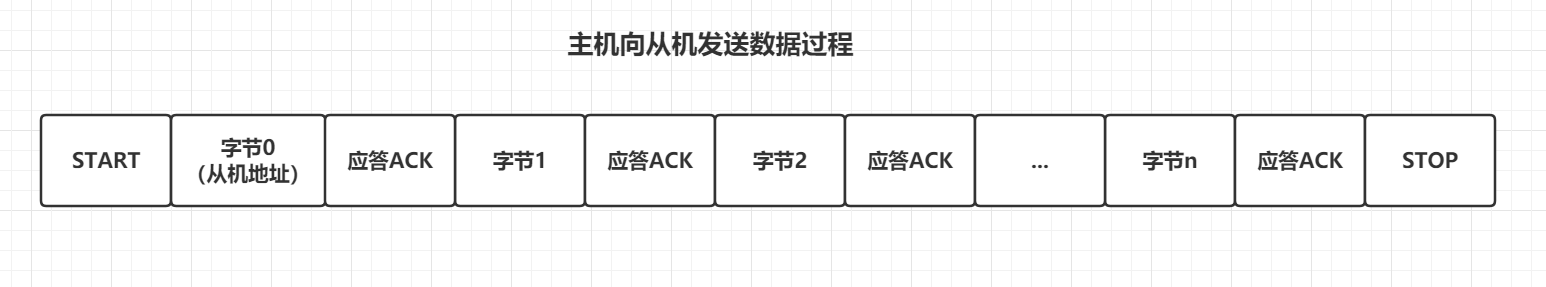 主机向从机发送数据过程
START
字节0
（从机地址）
应答ACK
字节1
应答ACK
字节2
应答ACK
...
字节n
应答ACK
STOP